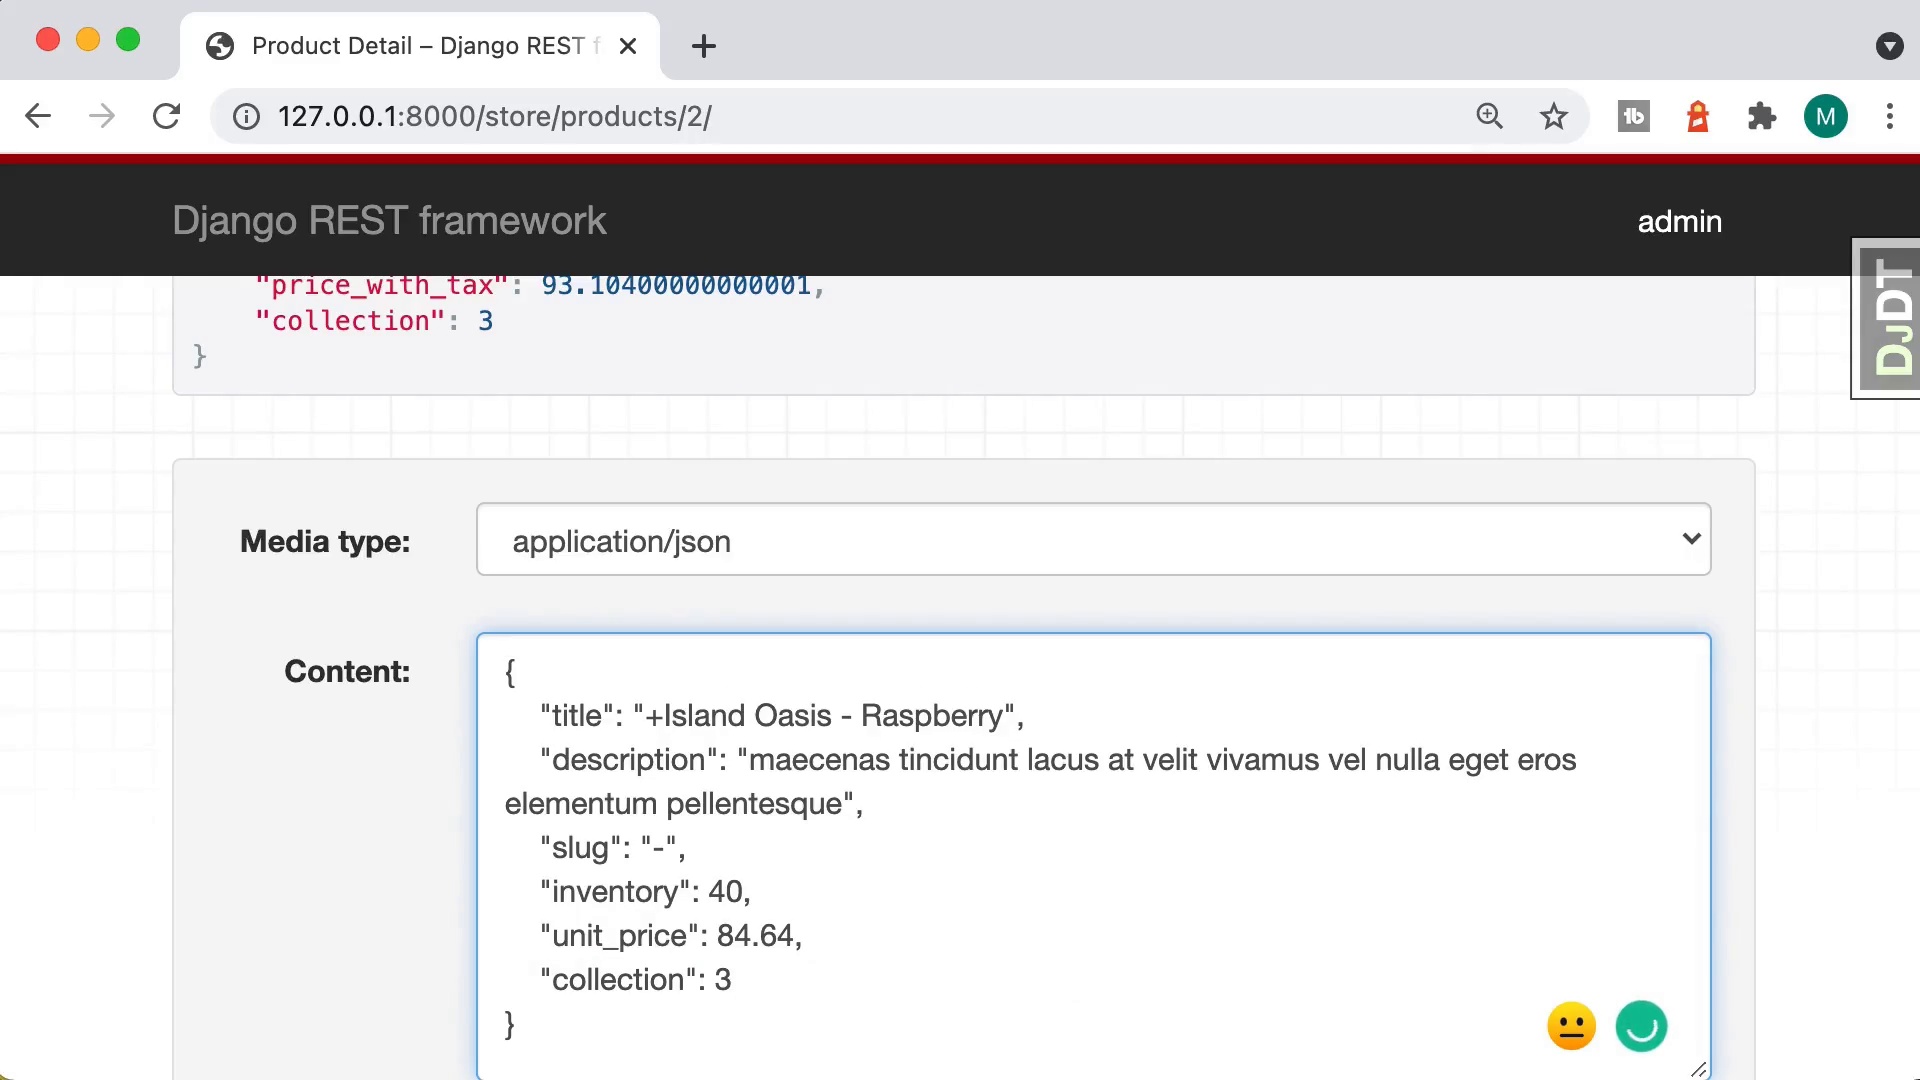 Product Detail – Django REST f
127.0.0.1:8000/store/products/2/
M
Django REST framework
admin
DJDT
"price_with_tax": 93.10400000000001,
"collection": 3
}
Media type:
application/json
Content:
{
"title": "+Island Oasis - Raspberry",
"description": "maecenas tincidunt lacus at velit vivamus vel nulla eget eros
elementum pellentesque",
"slug": "-",
"inventory": 40,
"unit_price": 84.64,
"collection": 3
}